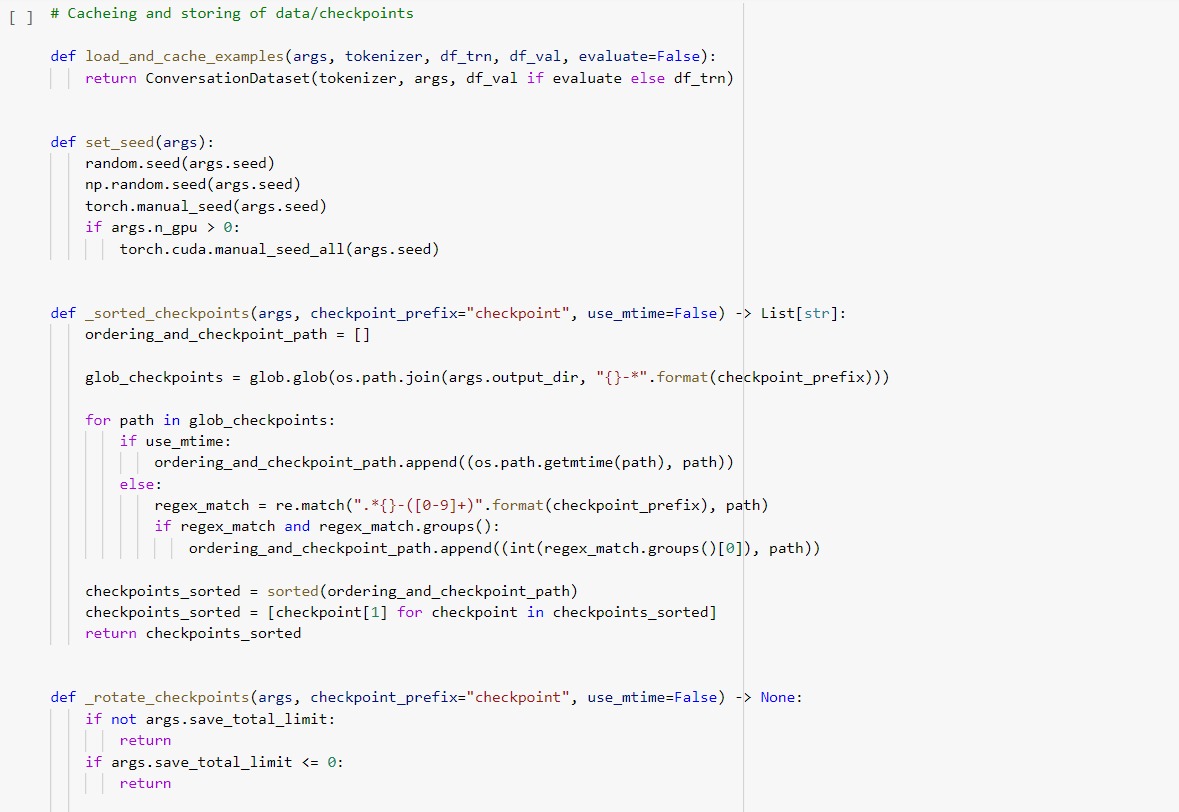 [ ] # Cacheing and storing of data/checkpoints

def load_and_cache_examples(args, tokenizer, df_trn, df_val, evaluate=False):
    return ConversationDataset(tokenizer, args, df_val if evaluate else df_trn)


def set_seed(args):
    random.seed(args.seed)
    np.random.seed(args.seed)
    torch.manual_seed(args.seed)
    if args.n_gpu > 0:
        torch.cuda.manual_seed_all(args.seed)


def _sorted_checkpoints(args, checkpoint_prefix="checkpoint", use_mtime=False) -> List[str]:
    ordering_and_checkpoint_path = []

    glob_checkpoints = glob.glob(os.path.join(args.output_dir, "{}-*".format(checkpoint_prefix)))

    for path in glob_checkpoints:
        if use_mtime:
            ordering_and_checkpoint_path.append((os.path.getmtime(path), path))
        else:
            regex_match = re.match(".*{}-([0-9]+)".format(checkpoint_prefix), path)
            if regex_match and regex_match.groups():
                ordering_and_checkpoint_path.append((int(regex_match.groups()[0]), path))

    checkpoints_sorted = sorted(ordering_and_checkpoint_path)
    checkpoints_sorted = [checkpoint[1] for checkpoint in checkpoints_sorted]
    return checkpoints_sorted


def _rotate_checkpoints(args, checkpoint_prefix="checkpoint", use_mtime=False) -> None:
    if not args.save_total_limit:
        return
    if args.save_total_limit <= 0:
        return